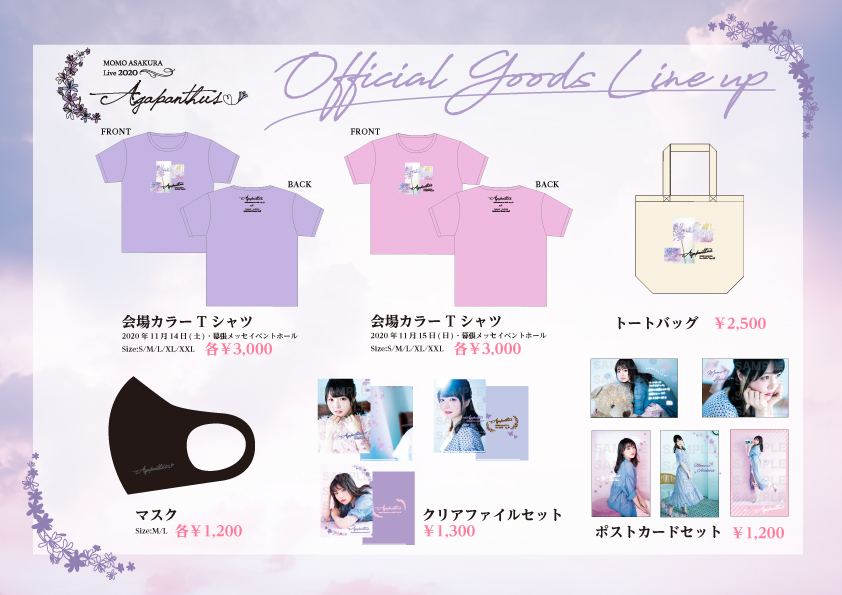 MOMO ASAKURA
Live 2020
Agapanthus
Official Goods Line up
FRONT
BACK
FRONT
BACK
会場カラーTシャツ
2020年11月14日(土)・幕張メッセイベントホール
Size:S/M/L/XL/XXL 各¥3,000
会場カラーTシャツ
2020年11月15日(日)・幕張メッセイベントホール
Size:S/M/L/XL/XXL 各¥3,000
トートバッグ ¥2,500
Agapanthus
マスク
Size:M/L 各¥1,200
クリアファイルセット
¥1,300
ポストカードセット ¥1,200